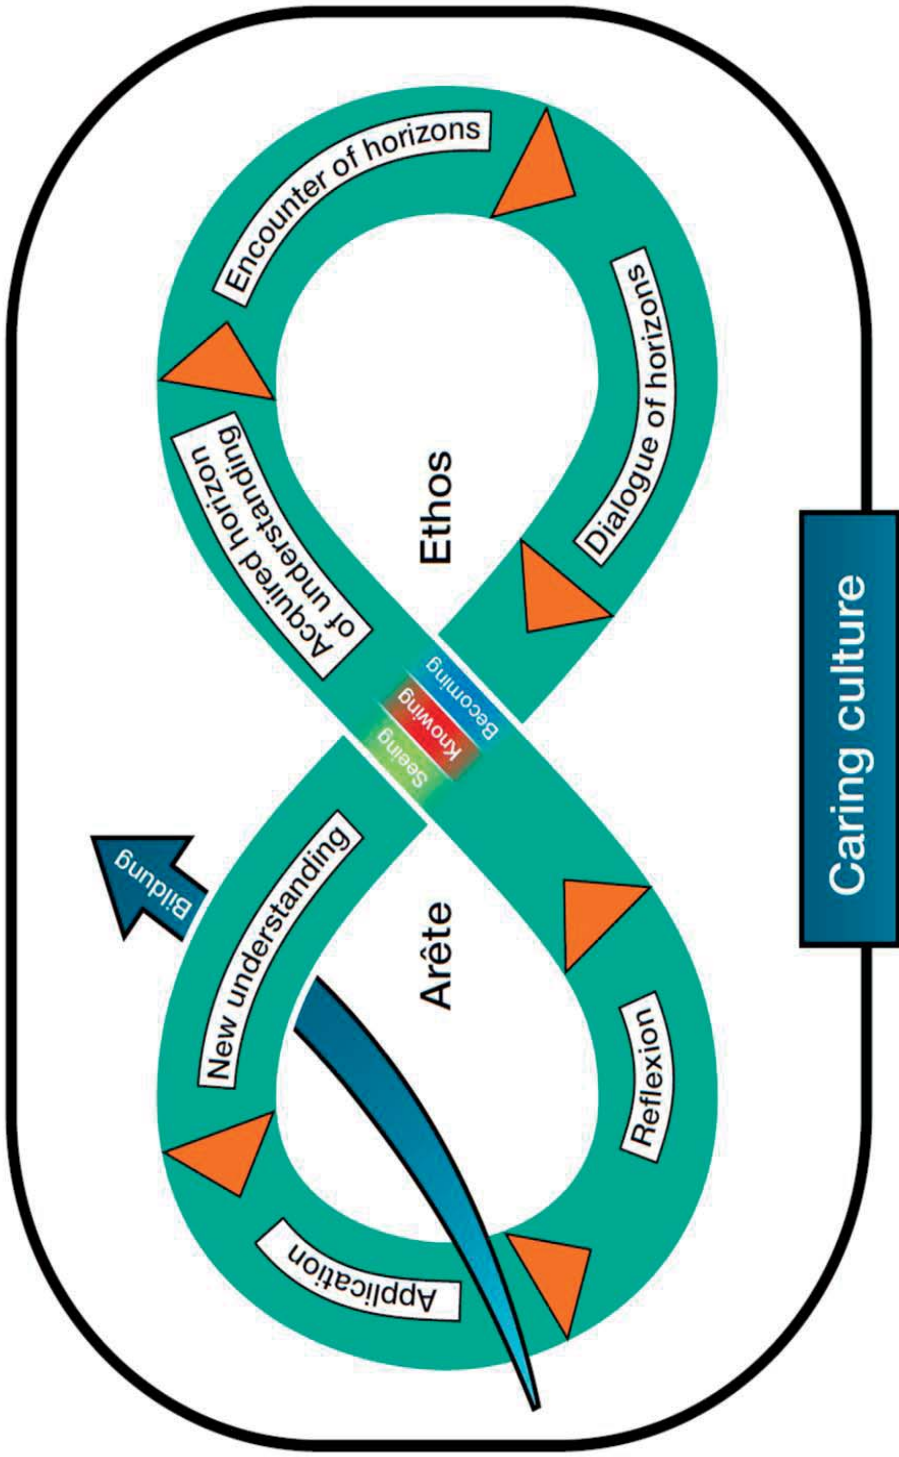 Acquired horizon
of understanding
Encounter of horizons
Dialogue of horizons
Ethos
Seeing
Knowing
Becoming
Bildung
New understanding
Arête
Reflexion
Application
Caring culture